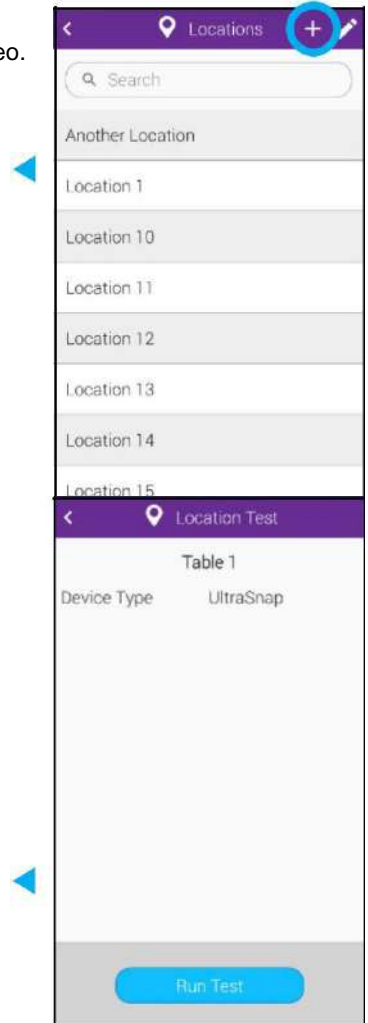 eo.
Locations +
Search
Another Location
Location 1
Location 10
Location 11
Location 12
Location 13
Location 14
Location 15
Location Test
Table 1
Device Type UltraSnap
Run Test